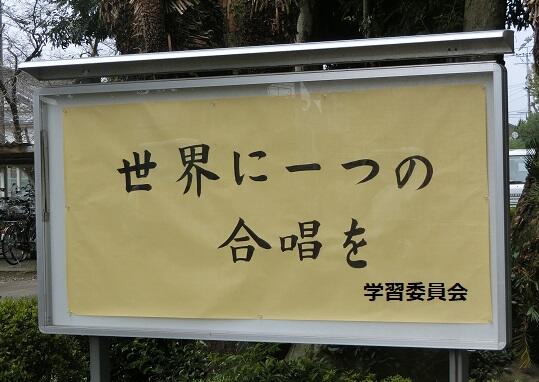 世界に一つの
合唱を
学習委員会